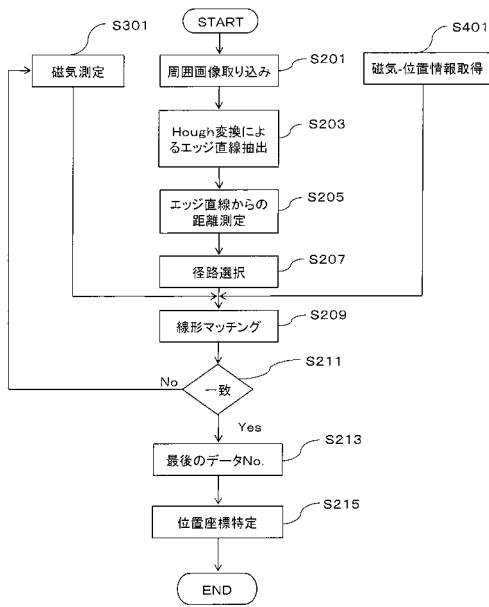 START
S301
磁気測定
S201
周囲画像取り込み
S401
磁気-位置情報取得
S203
Hough変換によ
るエッジ直線抽出
S205
エッジ直線からの
距離測定
S207
径路選択
S209
線形マッチング
S211
一致
No
Yes
S213
最後のデータNo.
S215
位置座標特定
END